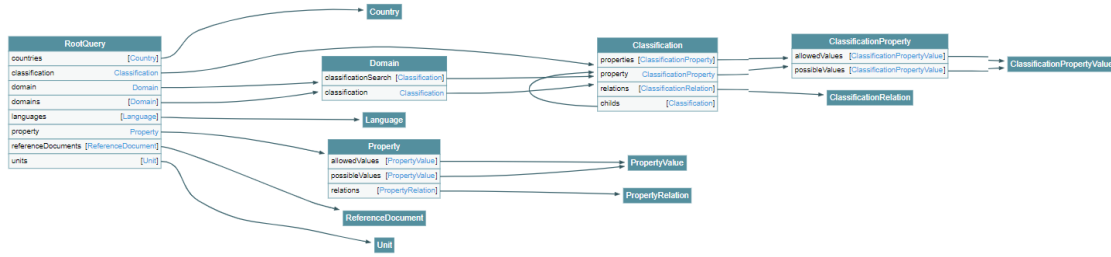 Country
RootQuery
countries [Country]
classification Classification
domain Domain
domains [Domain]
languages [Language]
property Property
referenceDocuments [ReferenceDocument]
units [Unit]
Domain
classificationSearch [Classification]
classification Classification
Classification
properties [ClassificationProperty]
property ClassificationProperty
relations [ClassificationRelation]
childs [Classification]
ClassificationProperty
allowedValues [ClassificationPropertyValue]
possibleValues [ClassificationPropertyValue]
ClassificationPropertyValue
ClassificationRelation
Language
Property
allowedValues [PropertyValue]
possibleValues [PropertyValue]
relations [PropertyRelation]
PropertyValue
PropertyRelation
ReferenceDocument
Unit